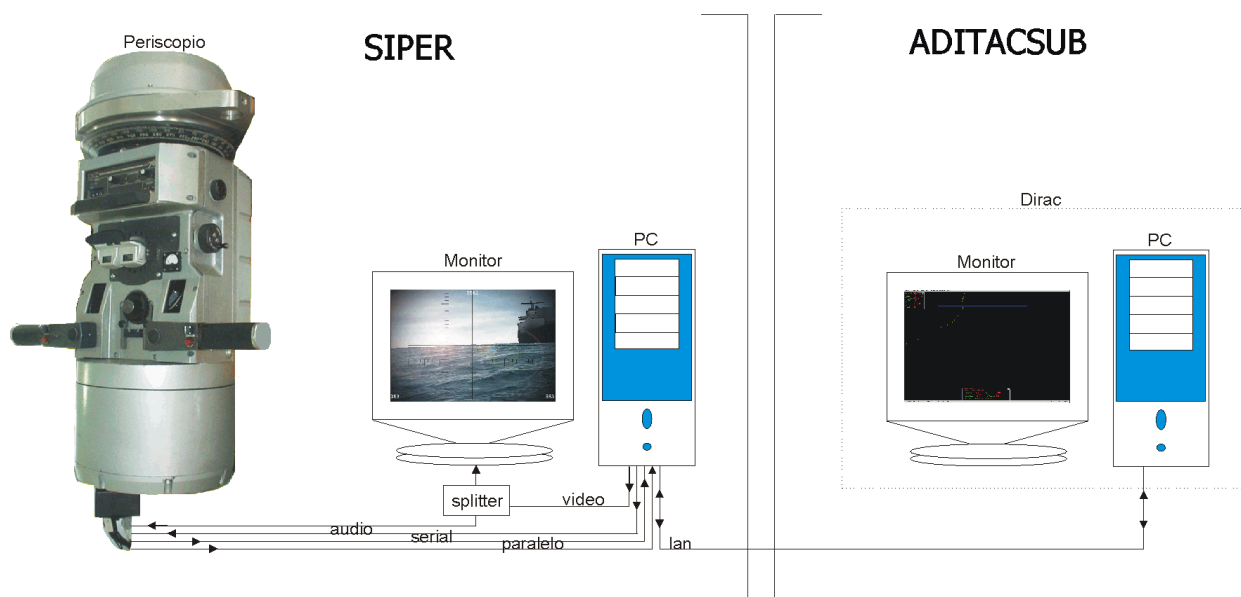 Periscopio
SIPER
ADITACSUB
Dirac
PC
PC
Monitor
Monitor
splitter
video
audio
serial
paralelo
lan